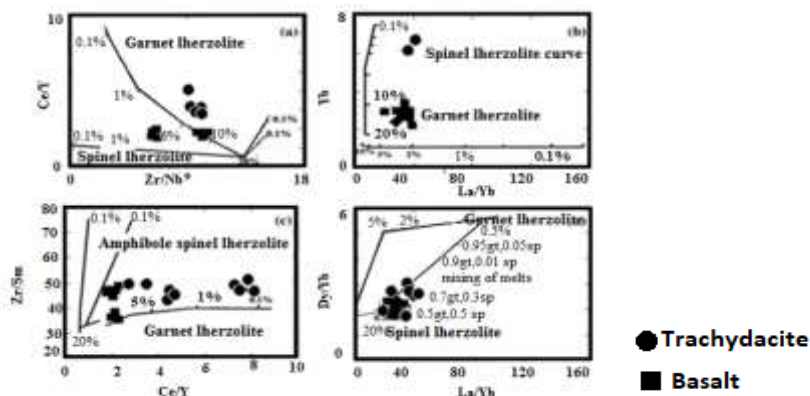 10
Garnet lherzolite
(a)
0.1%
Ce/Y
1%
6%
10%
0.1%
1%
Spinel lherzolite
0
0
Zr/Nb
9
18
8
0.1%
(b)
Spinel lherzolite curve
Yb
10%
Garnet lherzolite
20%
1%
0.1%
0
0
40
80
120
160
La/Yb
80
70
60
50
40
30
20
0.1%
0.1%
(c)
Amphibole spinel lherzolite
Zr/Sm
5%
1%
20%
Garnet lherzolite
0
2
4
6
8
10
Ce/Y
6
5%
2%
Garnet lherzolite
0.5%
0.95gt,0.05sp
0.9gt,0.01 sp
mixing of melts
Dy/Yb
0.7gt,0.3sp
0.5gt,0.5 sp
20%
Spinel lherzolite
0
0
40
80
120
160
La/Yb
Trachydacite
Basalt